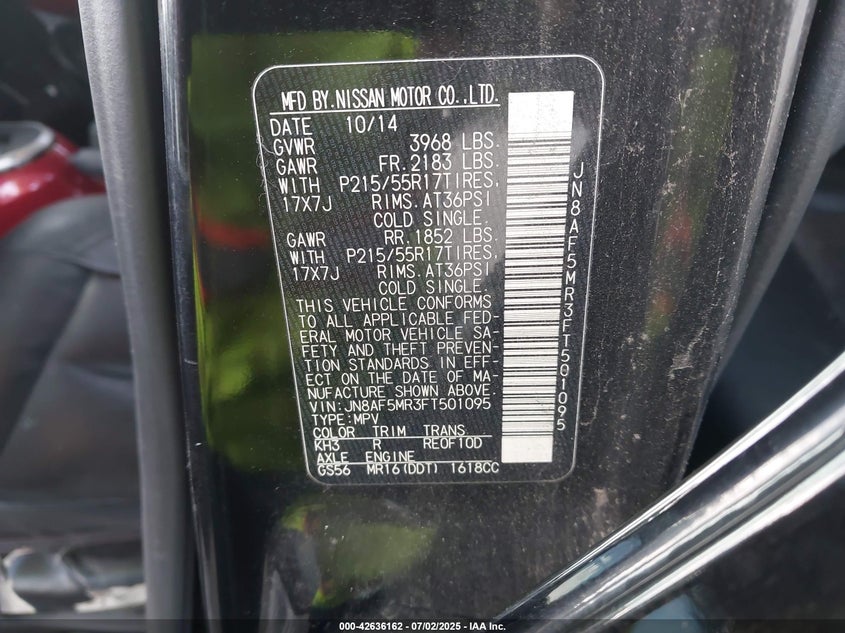 MFD BY.NISSAN MOTOR CO.,LTD.
DATE 10/14
GVWR 3968 LBS.
GAWR FR.2183 LBS.
WITH P215/55R17TIRES,
17X7J RIMS.AT36PSI
COLD SINGLE.
GAWR RR.1852 LBS.
WITH P215/55R17TIRES,
17X7J RIMS.AT36PSI
COLD SINGLE.
THIS VEHICLE CONFORMS
TO ALL APPLICABLE FED-
ERAL MOTOR VEHICLE SA-
FETY AND THEFT PREVEN-
TION STANDARDS IN EFF-
ECT ON THE DATE OF MA-
NUFACTURE SHOWN ABOVE.
VIN:JN8AF5MR3FT501095
TYPE:MPV
COLOR TRIM TRANS
KH3 R RE0F10D
AXLE ENGINE
GS56 MR16(DDT) 1618CC
JN8AF5MR3FT501095
000-42636162 - 07/02/2025 - IAA Inc.